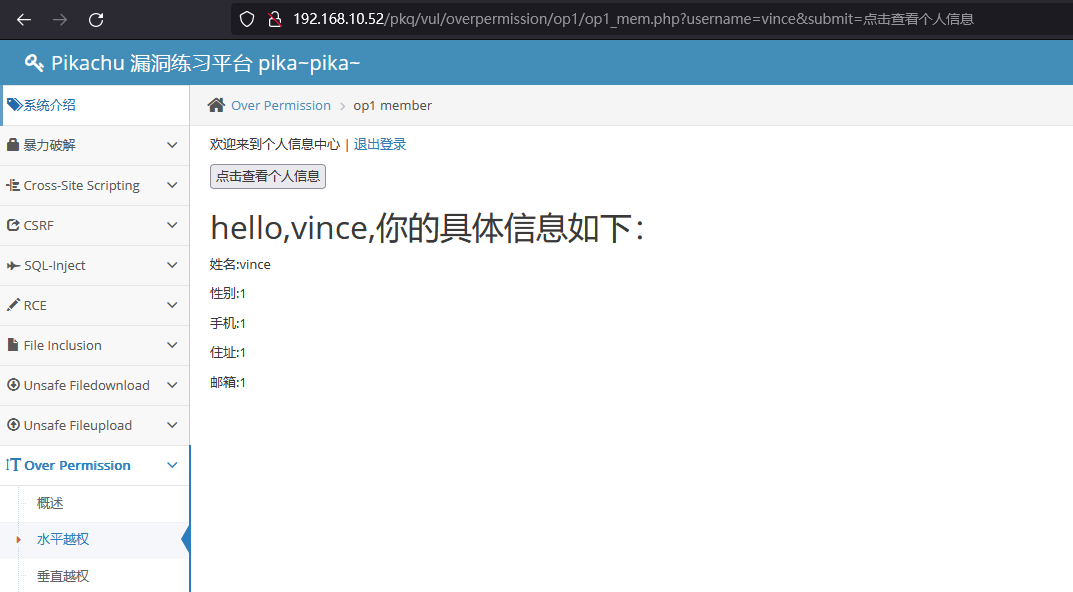 192.168.10.52/pkq/vul/overpermission/op1/op1_mem.php?username=vince&submit=点击查看个人信息
Pikachu 漏洞练习平台 pika~pika~
系统介绍
暴力破解
Cross-Site Scripting
CSRF
SQL-Inject
RCE
File Inclusion
Unsafe Filedownload
Unsafe Fileupload
Over Permission
概述
水平越权
垂直越权
Over Permission > op1 member
欢迎来到个人信息中心 | 退出登录
点击查看个人信息
hello,vince,你的具体信息如下：
姓名:vince
性别:1
手机:1
住址:1
邮箱:1